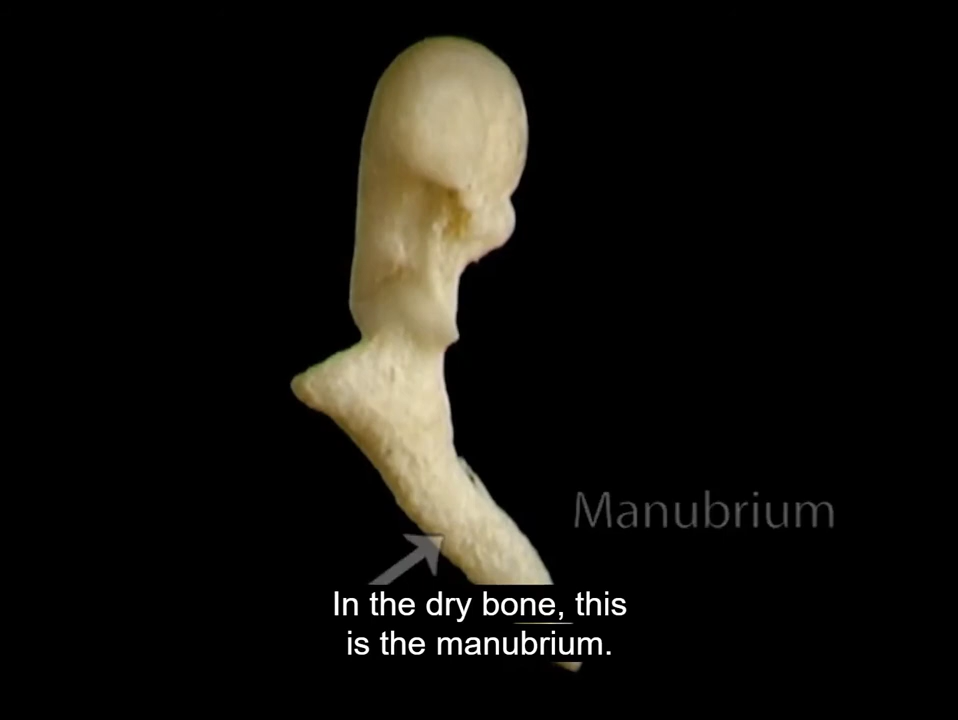 Manubrium
In the dry bone, this
is the manubrium.